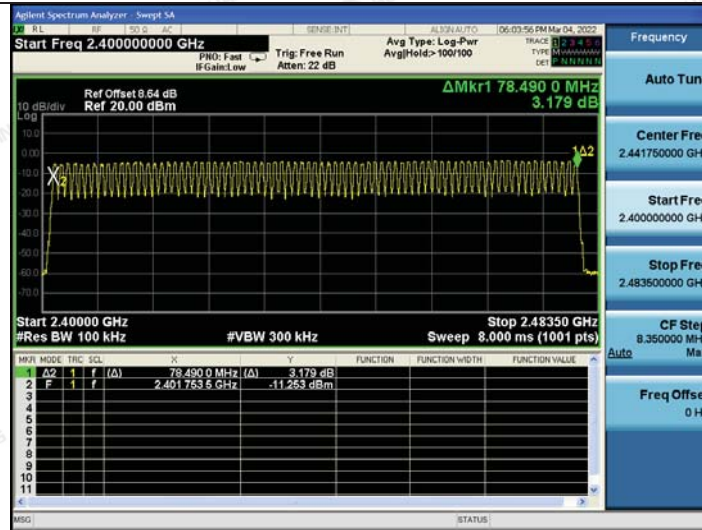 Agilent Spectrum Analyzer - Swept SA
RL RF 50 Ω AC SENSE:INT ALIGNAUTO 06:03:56 PM Mar 04, 2022
Start Freq 2.400000000 GHz
PNO: Fast
IFGain:Low
Trig: Free Run
Atten: 22 dB
Avg Type: Log-Pwr
Avg|Hold:>100/100
TRACE 1 2 3 4 5 6
TYPE M
DET P N N N N N
ΔMkr1 78.490 0 MHz
3.179 dB
Ref Offset 8.64 dB
Ref 20.00 dBm
10 dB/div
Log
10.0
0.00
-10.0
-20.0
-30.0
-40.0
-50.0
-60.0
-70.0
X2
1Δ2
Start 2.40000 GHz
Stop 2.48350 GHz
#Res BW 100 kHz
#VBW 300 kHz
Sweep 8.000 ms (1001 pts)
MKR MODE TRC SCL X Y FUNCTION FUNCTION WIDTH FUNCTION VALUE
1 Δ2 1 f (Δ) 78.490 0 MHz (Δ) 3.179 dB
2 F 1 f 2.401 753 5 GHz -11.253 dBm
3
4
5
6
7
8
9
10
11
MSG
STATUS
Frequency
Auto Tun
Center Fre
2.441750000 GH
Start Fre
2.400000000 GH
Stop Fre
2.483500000 GH
CF Step
8.350000 MH
Auto Ma
Freq Offse
0 H